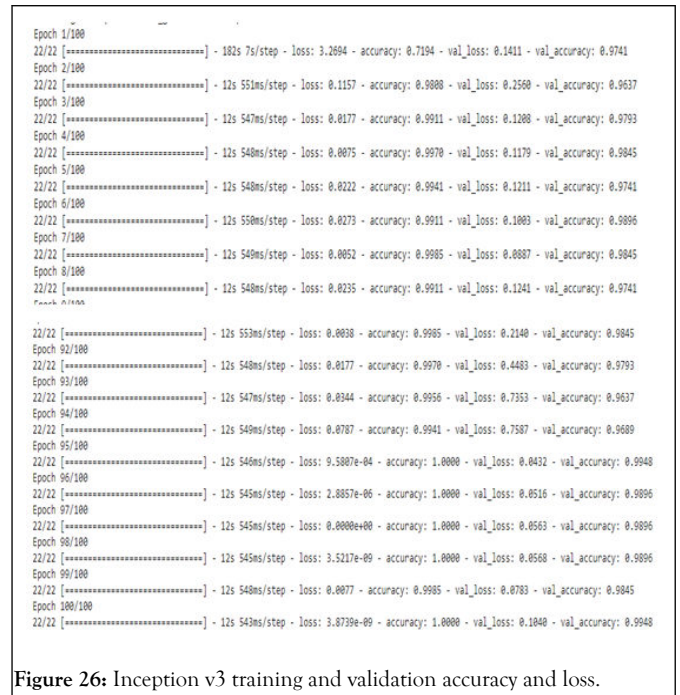 Epoch 1/100
22/22 [==============================] - 182s 7s/step - loss: 3.2694 - accuracy: 0.7194 - val_loss: 0.1411 - val_accuracy: 0.9741
Epoch 2/100
22/22 [==============================] - 12s 551ms/step - loss: 0.1157 - accuracy: 0.9808 - val_loss: 0.2560 - val_accuracy: 0.9637
Epoch 3/100
22/22 [==============================] - 12s 547ms/step - loss: 0.0177 - accuracy: 0.9911 - val_loss: 0.1208 - val_accuracy: 0.9793
Epoch 4/100
22/22 [==============================] - 12s 548ms/step - loss: 0.0075 - accuracy: 0.9970 - val_loss: 0.1179 - val_accuracy: 0.9845
Epoch 5/100
22/22 [==============================] - 12s 548ms/step - loss: 0.0222 - accuracy: 0.9941 - val_loss: 0.1211 - val_accuracy: 0.9741
Epoch 6/100
22/22 [==============================] - 12s 550ms/step - loss: 0.0273 - accuracy: 0.9911 - val_loss: 0.1003 - val_accuracy: 0.9896
Epoch 7/100
22/22 [==============================] - 12s 549ms/step - loss: 0.0052 - accuracy: 0.9985 - val_loss: 0.0887 - val_accuracy: 0.9845
Epoch 8/100
22/22 [==============================] - 12s 548ms/step - loss: 0.0235 - accuracy: 0.9911 - val_loss: 0.1241 - val_accuracy: 0.9741
22/22 [==============================] - 12s 553ms/step - loss: 0.0038 - accuracy: 0.9985 - val_loss: 0.2140 - val_accuracy: 0.9845
Epoch 92/100
22/22 [==============================] - 12s 548ms/step - loss: 0.0177 - accuracy: 0.9970 - val_loss: 0.4483 - val_accuracy: 0.9793
Epoch 93/100
22/22 [==============================] - 12s 547ms/step - loss: 0.0344 - accuracy: 0.9956 - val_loss: 0.7353 - val_accuracy: 0.9637
Epoch 94/100
22/22 [==============================] - 12s 549ms/step - loss: 0.0787 - accuracy: 0.9941 - val_loss: 0.7587 - val_accuracy: 0.9689
Epoch 95/100
22/22 [==============================] - 12s 546ms/step - loss: 9.5807e-04 - accuracy: 1.0000 - val_loss: 0.0432 - val_accuracy: 0.9948
Epoch 96/100
22/22 [==============================] - 12s 545ms/step - loss: 2.8857e-06 - accuracy: 1.0000 - val_loss: 0.0516 - val_accuracy: 0.9896
Epoch 97/100
22/22 [==============================] - 12s 545ms/step - loss: 0.0000e+00 - accuracy: 1.0000 - val_loss: 0.0563 - val_accuracy: 0.9896
Epoch 98/100
22/22 [==============================] - 12s 545ms/step - loss: 3.5217e-09 - accuracy: 1.0000 - val_loss: 0.0568 - val_accuracy: 0.9896
Epoch 99/100
22/22 [==============================] - 12s 548ms/step - loss: 0.0077 - accuracy: 0.9985 - val_loss: 0.0783 - val_accuracy: 0.9845
Epoch 100/100
22/22 [==============================] - 12s 543ms/step - loss: 3.8739e-09 - accuracy: 1.0000 - val_loss: 0.1040 - val_accuracy: 0.9948
Figure 26: Inception v3 training and validation accuracy and loss.